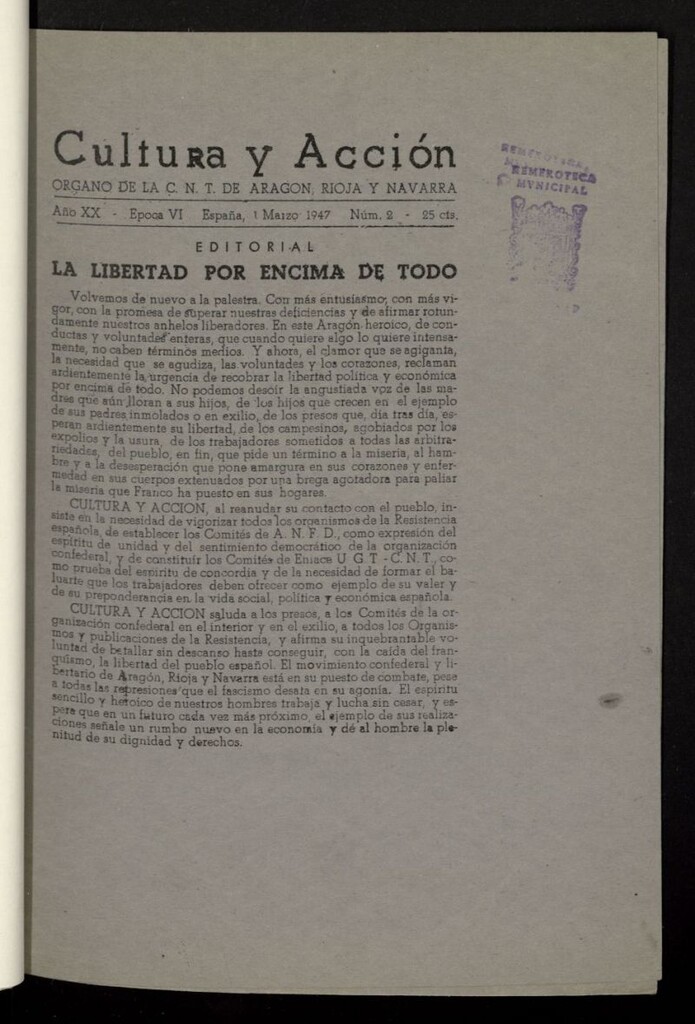 Cultura y Acción
ORGANO DE LA C. N. T. DE ARAGON, RIOJA Y NAVARRA
Año XX - Epoca VI España, 1 Marzo 1947 Núm. 2 - 25 cts.
HEMEROTECA
HEMEROTECA
MVNICIPAL
EDITORIAL
LA LIBERTAD POR ENCIMA DE TODO
Volvemos de nuevo a la palestra. Con más entusiasmo, con más vi-
gor, con la promesa de superar nuestras deficiencias y de afirmar rotun-
damente nuestros anhelos liberadores. En este Aragón heroico, de con-
ductas y voluntades enteras, que cuando quiere algo lo quiere intensa-
mente, no caben términos medios. Y ahora, el clamor que se agiganta,
la necesidad que se agudiza, las voluntades y los corazones, reclaman
ardientemente la urgencia de recobrar la libertad política y económica
por encima de todo. No podemos desoir la angustiada voz de las ma-
dres que aún lloran a sus hijos, de los hijos que crecen en el ejemplo
de sus padres inmolados o en exilio, de los presos que, día tras día, es-
peran ardientemente su libertad, de los campesinos, agobiados por los
expolios y la usura, de los trabajadores sometidos a todas las arbitra-
riedades, del pueblo, en fin, que pide un término a la miseria, al ham-
bre y a la desesperación que pone amargura en sus corazones y enfer-
medad en sus cuerpos extenuados por una brega agotadora para paliar
la miseria que Franco ha puesto en sus hogares.
CULTURA Y ACCION, al reanudar su contacto con el pueblo, in-
siste en la necesidad de vigorizar todos los organismos de la Resistencia
española, de establecer los Comités de A. N. F. D., como expresión del
espíritu de unidad y del sentimiento democrático de la organización
confederal, y de constituir los Comités de Enlace U G T - C. N. T., co-
mo prueba del espíritu de concordia y de la necesidad de formar el ba-
luarte que los trabajadores deben ofrecer como ejemplo de su valer y
de su preponderancia en la vida social, política y económica española.
CULTURA Y ACCION saluda a los presos, a los Comités de la or-
ganización confederal en el interior y en el exilio, a todos los Organis-
mos y publicaciones de la Resistencia, y afirma su inquebrantable vo-
luntad de batallar sin descanso hasta conseguir, con la caída del fran-
quismo, la libertad del pueblo español. El movimiento confederal y li-
bertario de Aragón, Rioja y Navarra está en su puesto de combate, pese
a todas las represiones que el fascismo desata en su agonía. El espíritu
sencillo y heroico de nuestros hombres trabaja y lucha sin cesar, y es-
pera que en un futuro cada vez más próximo, el ejemplo de sus realiza-
ciones señale un rumbo nuevo en la economía y dé al hombre la ple-
nitud de su dignidad y derechos.